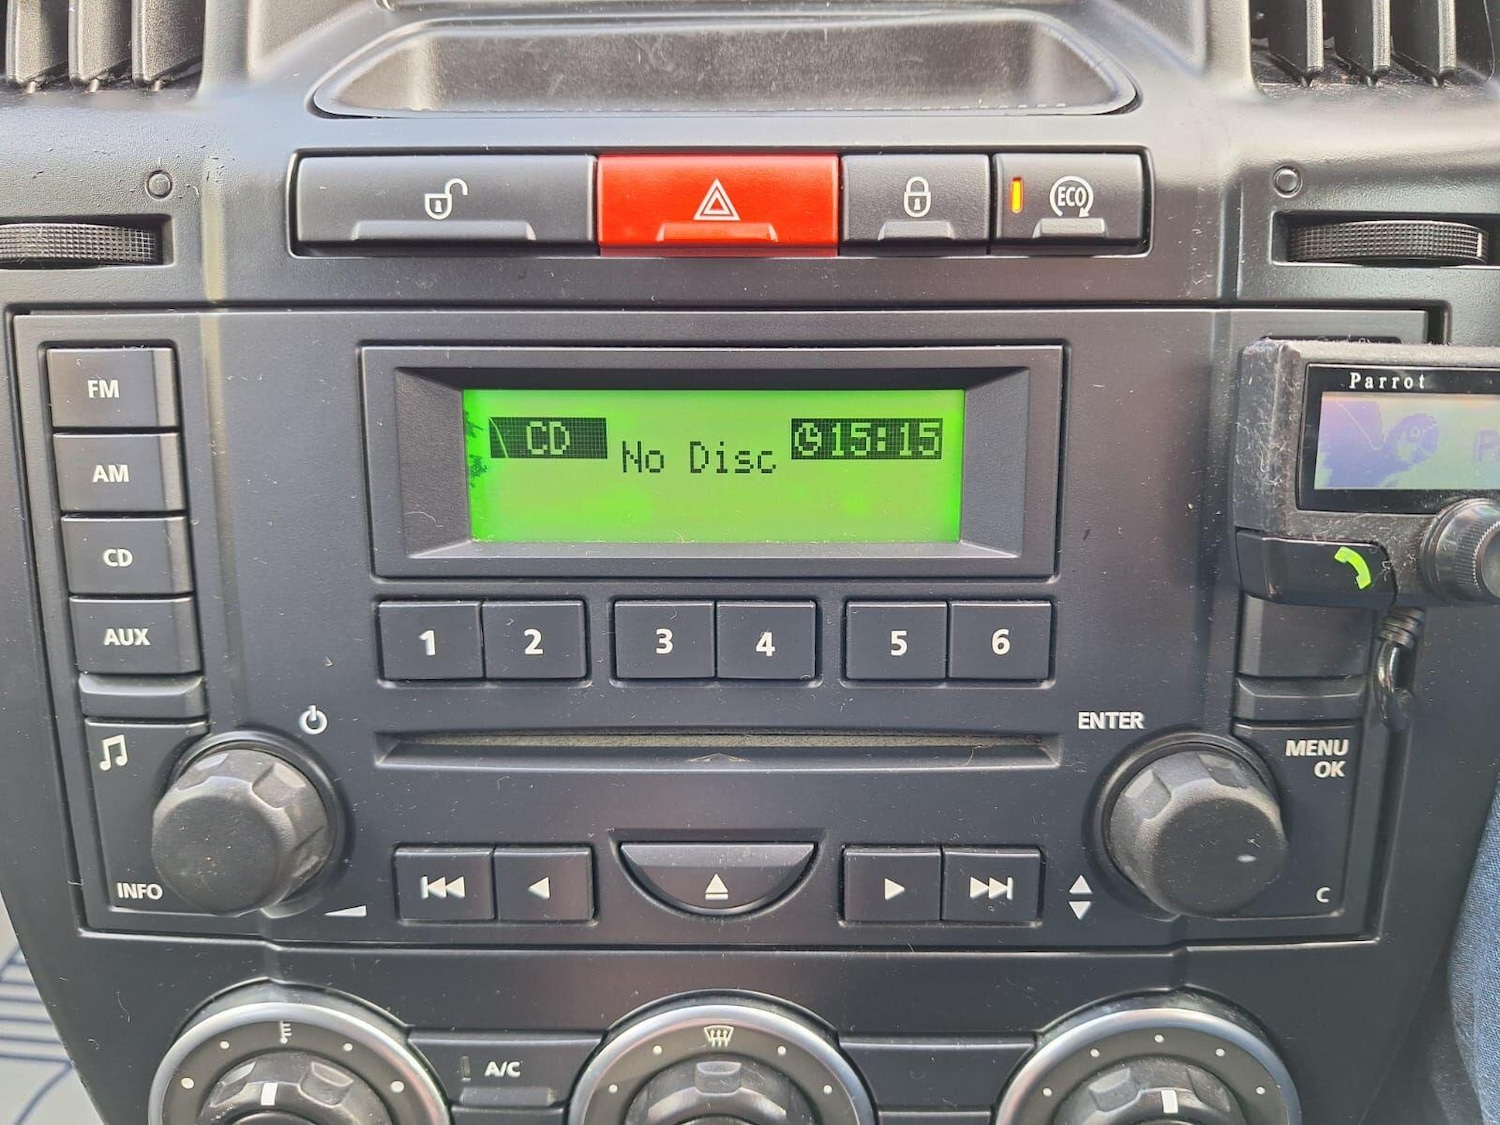 ECO
FM
CD
No Disc
15:15
Parrot
AM
CD
AUX
1
2
3
4
5
6
ENTER
MENU
OK
INFO
C
A/C